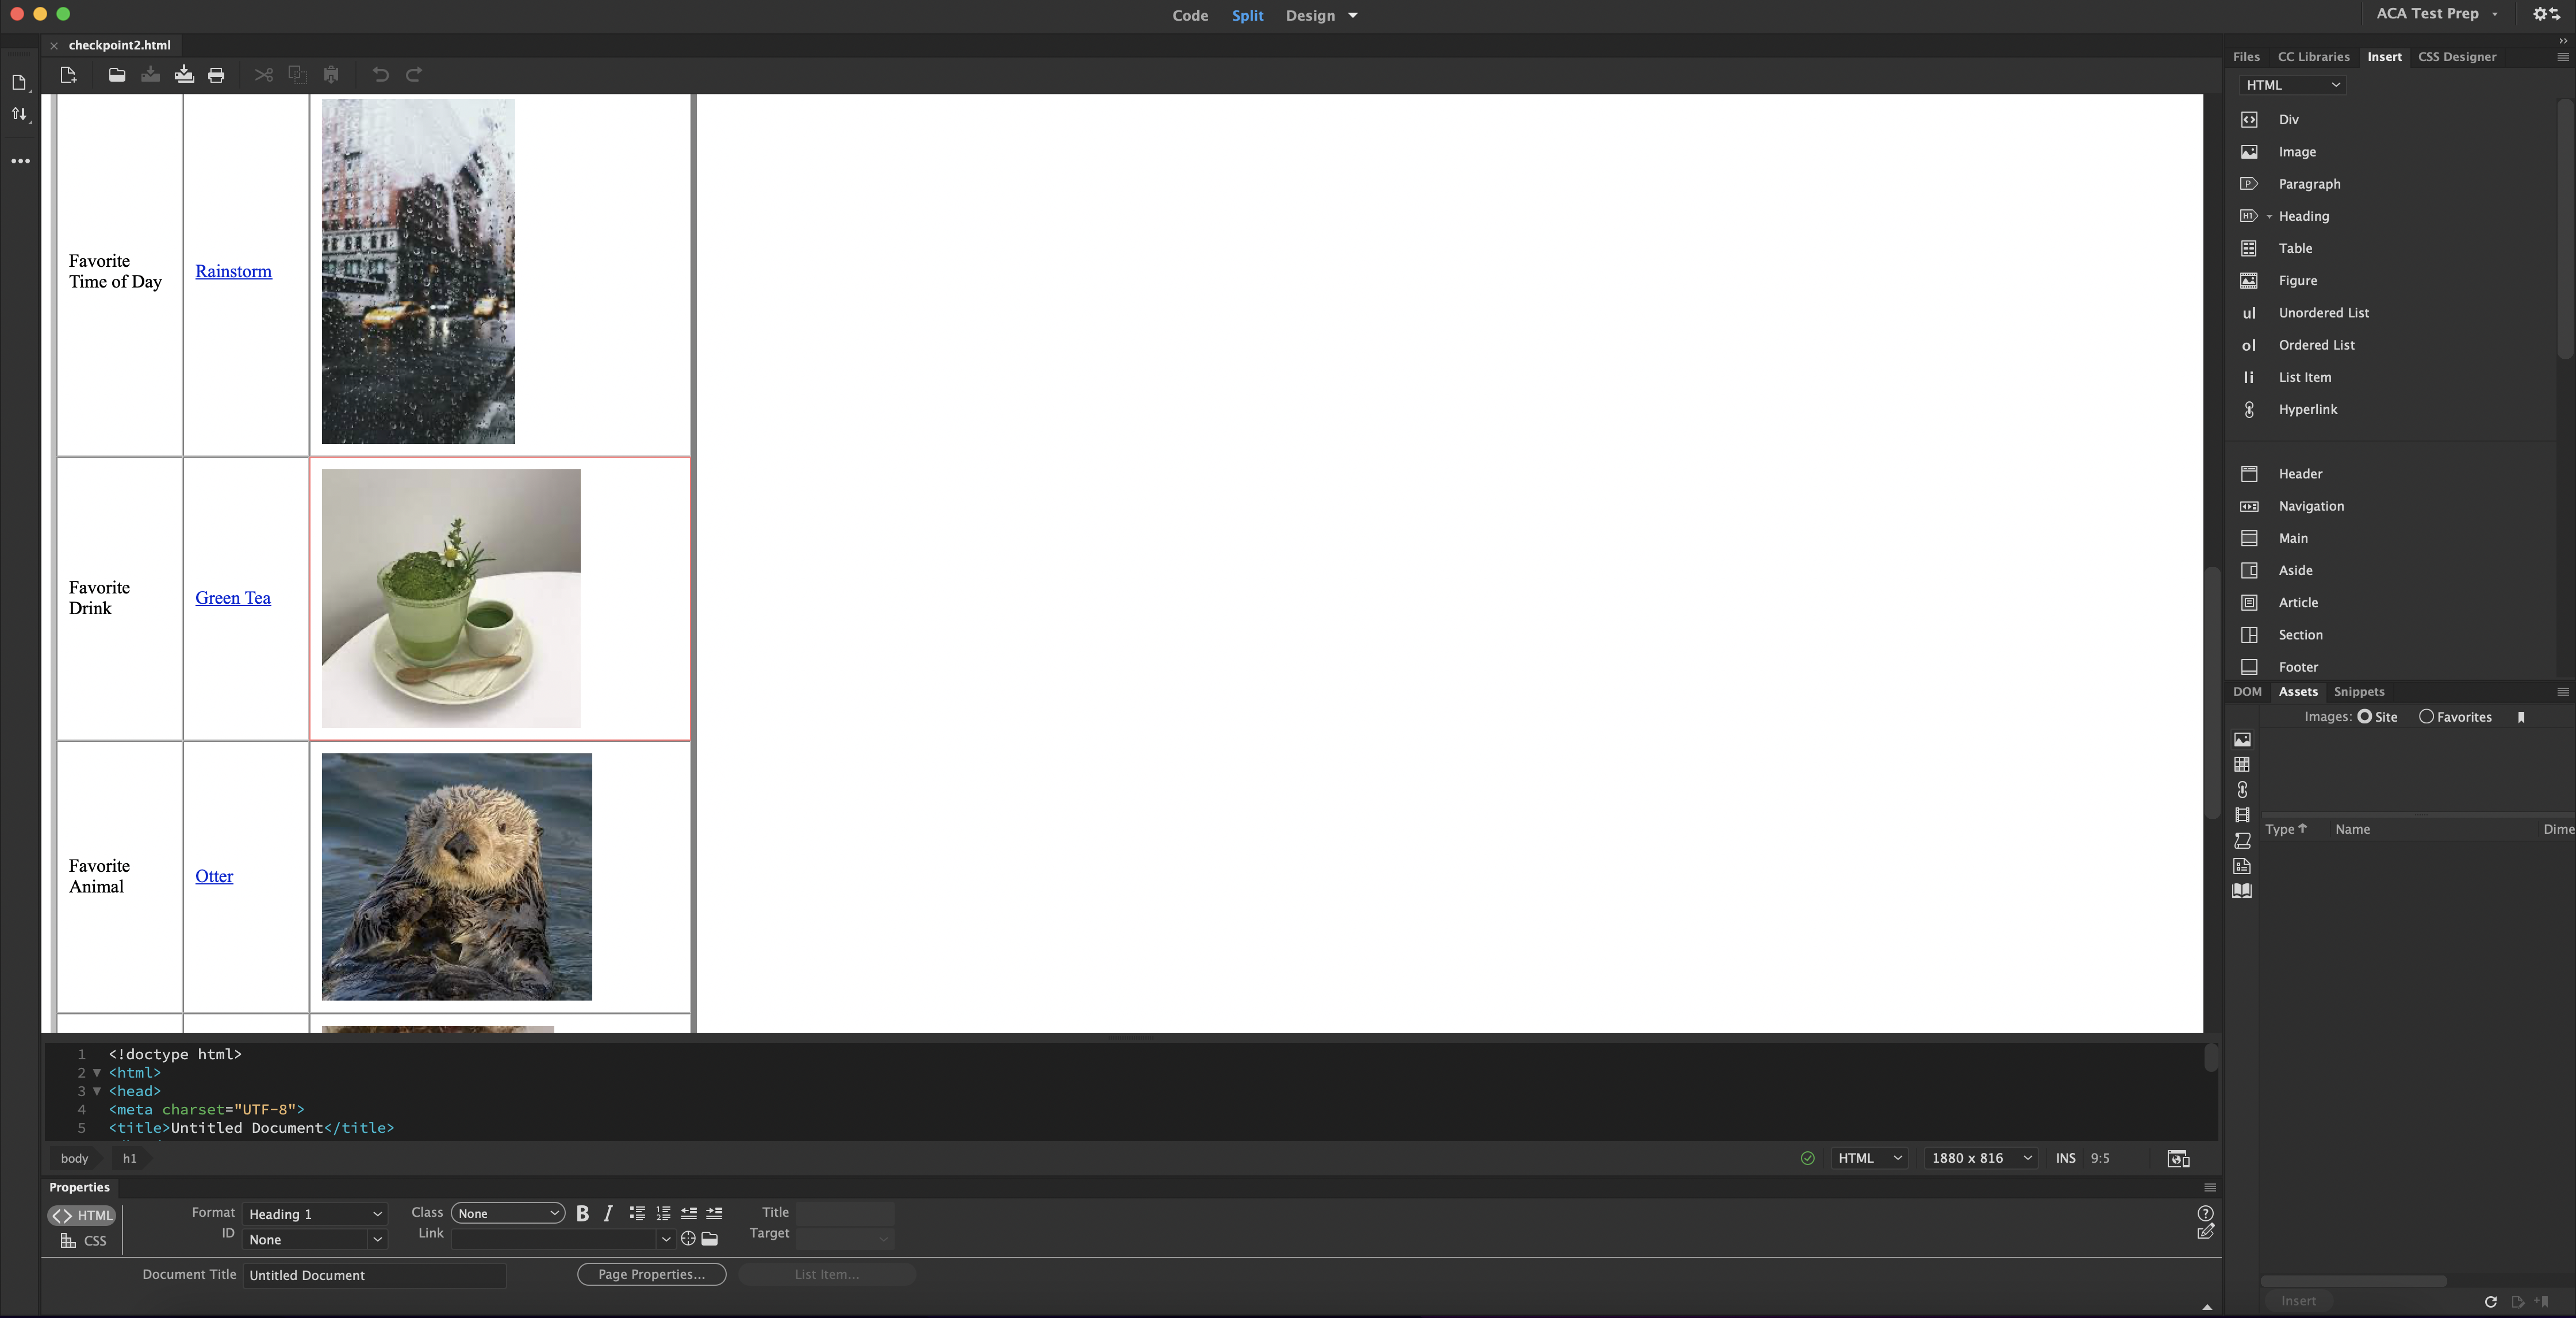 Code Split Design
ACA Test Prep
checkpoint2.html
Favorite
Time of Day
Rainstorm
Favorite
Drink
Green Tea
Favorite
Animal
Otter
1 <!doctype html>
2 <html>
3 <head>
4 <meta charset="UTF-8">
5 <title>Untitled Document</title>
body h1
HTML 1880 x 816 INS 9:5
Properties
<> HTML
CSS
Format Heading 1
ID None
Class None
Link
B I
Title
Target
Document Title Untitled Document
Page Properties... List Item...
Files CC Libraries Insert CSS Designer
HTML
Div
Image
P Paragraph
H1 Heading
Table
Figure
ul Unordered List
ol Ordered List
li List Item
Hyperlink
Header
Navigation
Main
Aside
Article
Section
Footer
DOM Assets Snippets
Images: Site Favorites
Type Name Dime
Insert